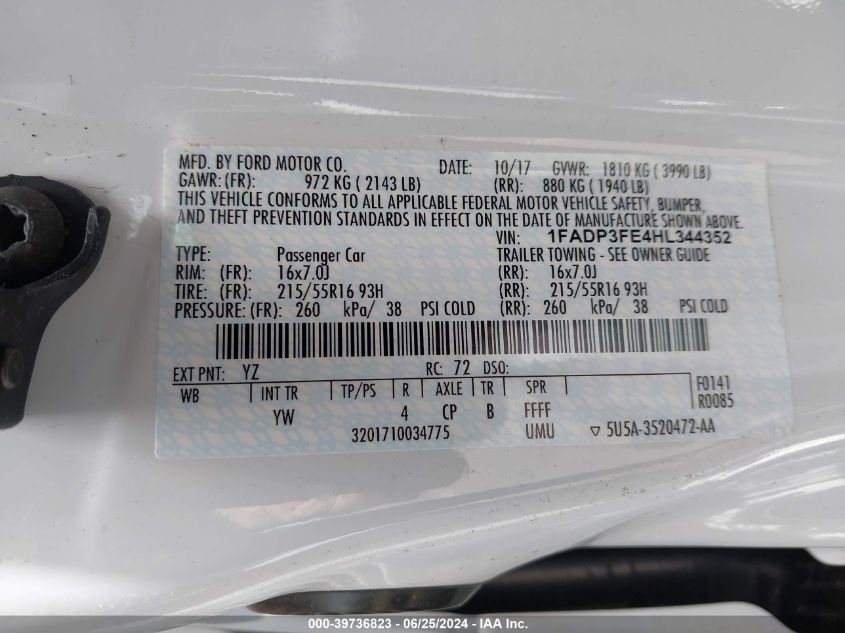 MFD. BY FORD MOTOR CO. DATE: 10/17 GVWR: 1810 KG ( 3990 LB)
GAWR: (FR): 972 KG ( 2143 LB) (RR): 880 KG ( 1940 LB)
THIS VEHICLE CONFORMS TO ALL APPLICABLE FEDERAL MOTOR VEHICLE SAFETY, BUMPER,
AND THEFT PREVENTION STANDARDS IN EFFECT ON THE DATE OF MANUFACTURE SHOWN ABOVE.
VIN: 1FADP3FE4HL344352
TYPE: Passenger Car TRAILER TOWING - SEE OWNER GUIDE
RIM: (FR): 16x7.0J (RR): 16x7.0J
TIRE: (FR): 215/55R16 93H (RR): 215/55R16 93H
PRESSURE: (FR): 260 kPa/ 38 PSI COLD (RR): 260 kPa/ 38 PSI COLD
EXT PNT: YZ RC: 72 DSO:
WB INT TR TP/PS R AXLE TR SPR F0141
R0085
YW 4 CP B FFFF
3201710034775 UMU ▽ 5U5A-3520472-AA
000-39736823 - 06/25/2024 - IAA Inc.